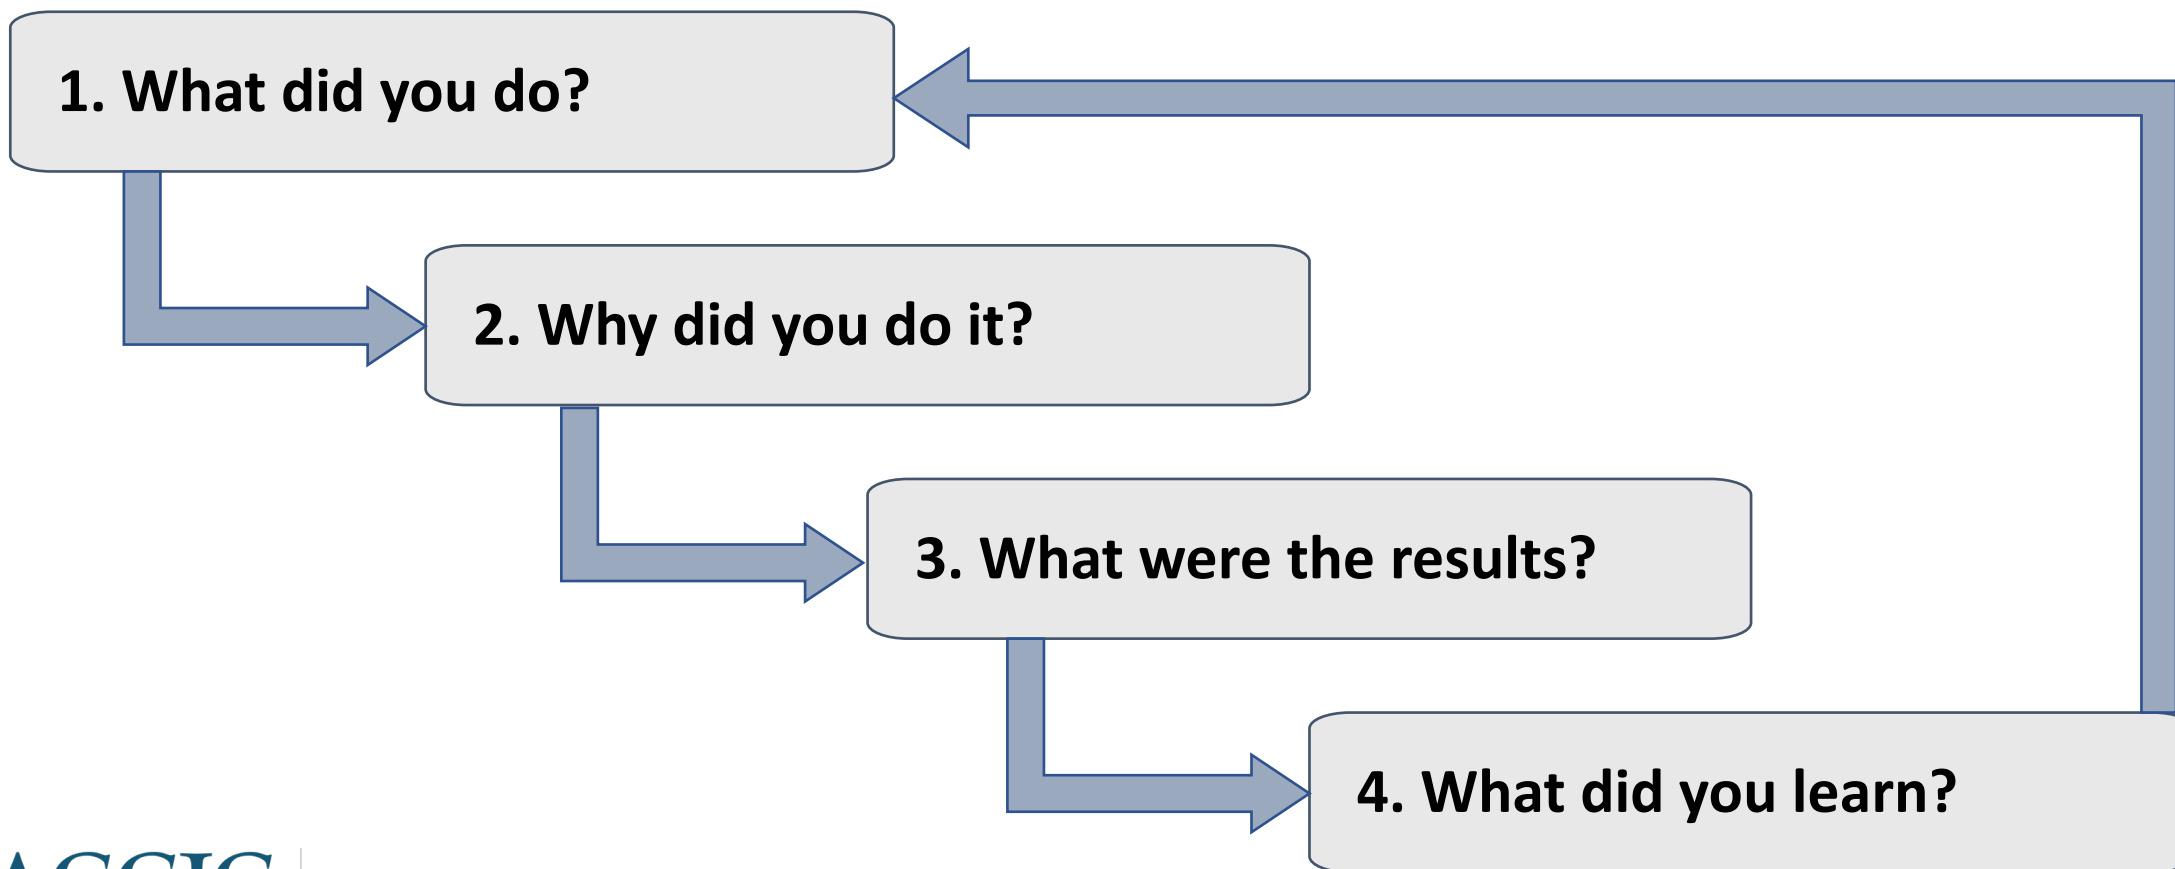 1. What did you do?
2. Why did you do it?
3. What were the results?
4. What did you learn?